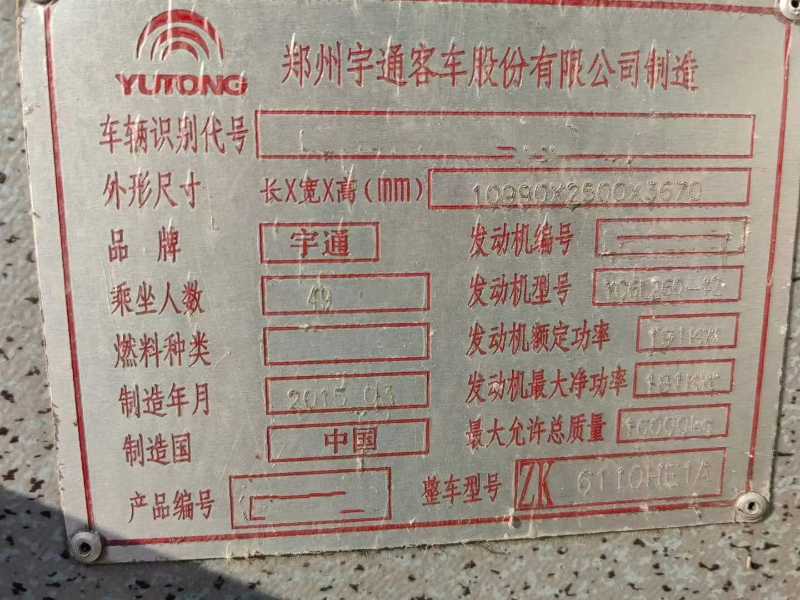 YUTONG 郑州宇通客车股份有限公司制造
车辆识别代号
外形尺寸 长X宽X高(mm) 10990X2500X3670
品牌 宇通 发动机编号
乘坐人数 49 发动机型号
燃料种类 发动机额定功率
制造年月 2015.03 发动机最大净功率
制造国 中国 最大允许总质量
产品编号 整车型号 ZK 6110HE1A